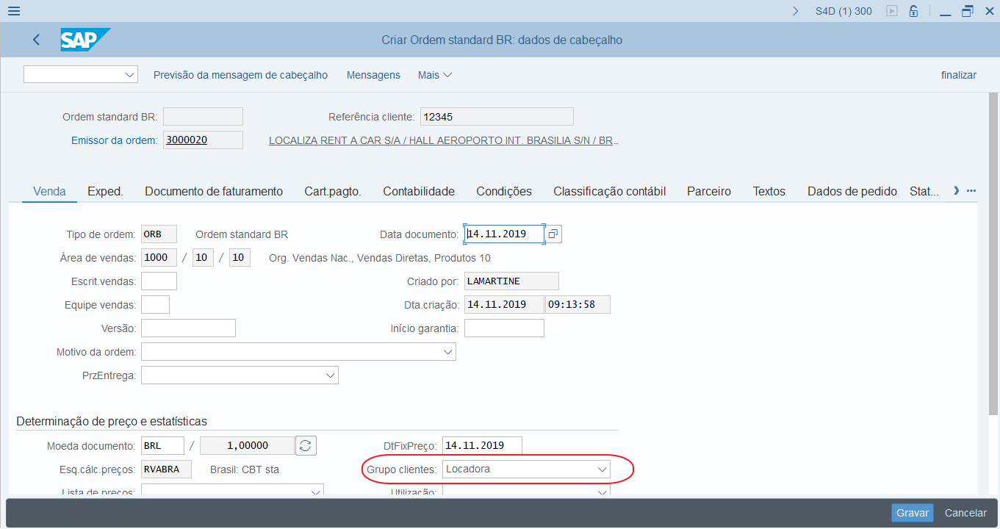 S4D (1) 300
SAP Criar Ordem standard BR: dados de cabeçalho
Previsão da mensagem de cabeçalho Mensagens Mais finalizar
Ordem standard BR: Referência cliente: 12345
Emissor da ordem: 3000020 LOCALIZA RENT A CAR S/A / HALL AEROPORTO INT. BRASILIA S/N / BR...
Venda Exped. Documento de faturamento Cart.pagto. Contabilidade Condições Classificação contábil Parceiro Textos Dados de pedido Stat...
Tipo de ordem: ORB Ordem standard BR Data documento: 14.11.2019
Área de vendas: 1000 / 10 / 10 Org. Vendas Nac., Vendas Diretas, Produtos 10
Escrit.vendas: Criado por: LAMARTINE
Equipe vendas: Dta.criação: 14.11.2019 09:13:58
Versão: Início garantia:
Motivo da ordem:
PrzEntrega:
Determinação de preço e estatísticas
Moeda documento: BRL / 1,00000 DtFixPreço: 14.11.2019
Esq.cálc.preços: RVABRA Brasil: CBT sta Grupo clientes: Locadora
Lista de preços: Utilização:
Gravar Cancelar